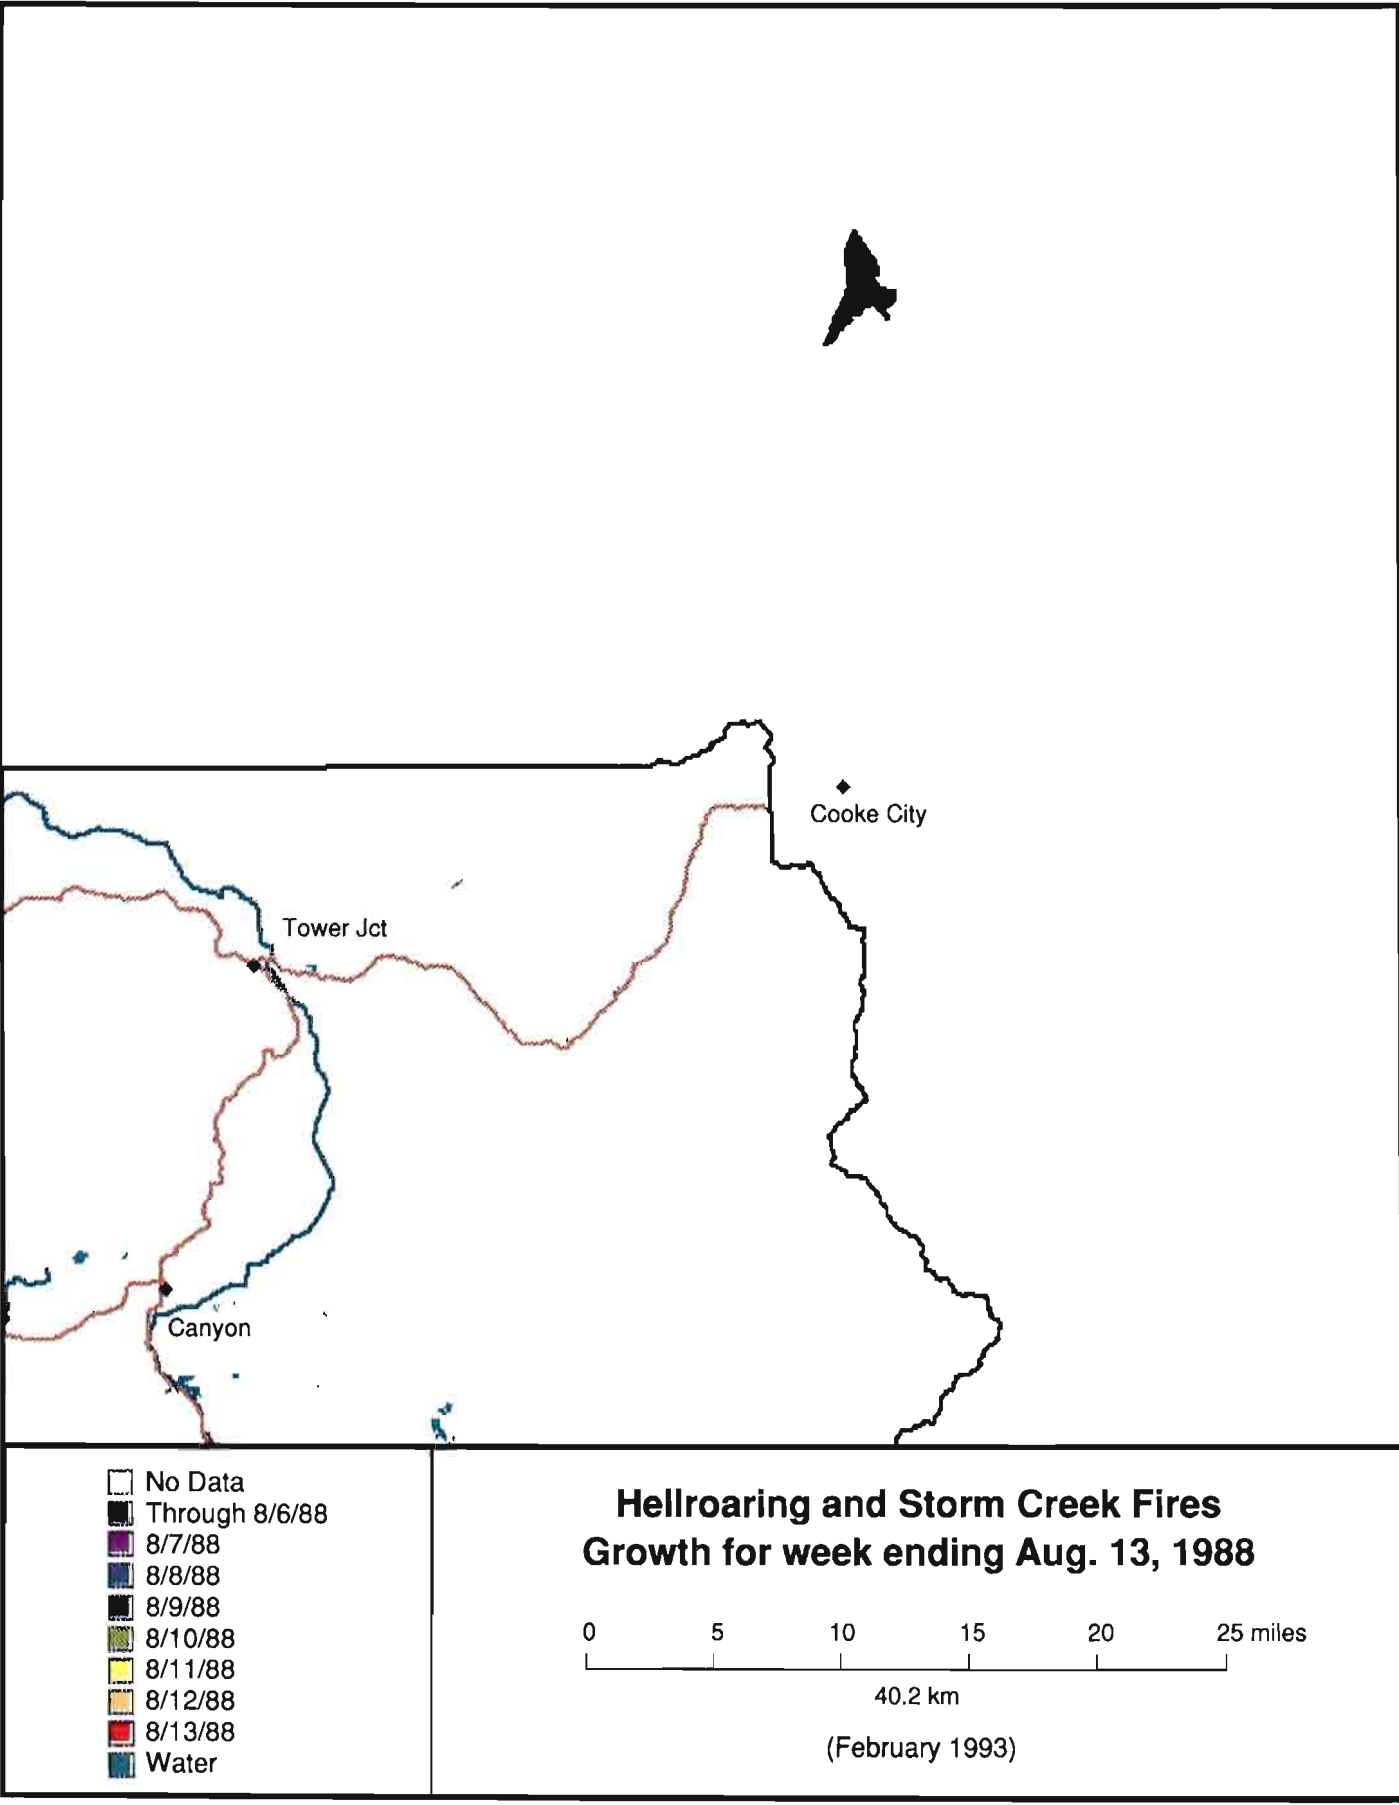 Cooke City
Tower Jct
Canyon
No Data
Through 8/6/88
8/7/88
8/8/88
8/9/88
8/10/88
8/11/88
8/12/88
8/13/88
Water
Hellroaring and Storm Creek Fires
Growth for week ending Aug. 13, 1988
0 5 10 15 20 25 miles
40.2 km
(February 1993)